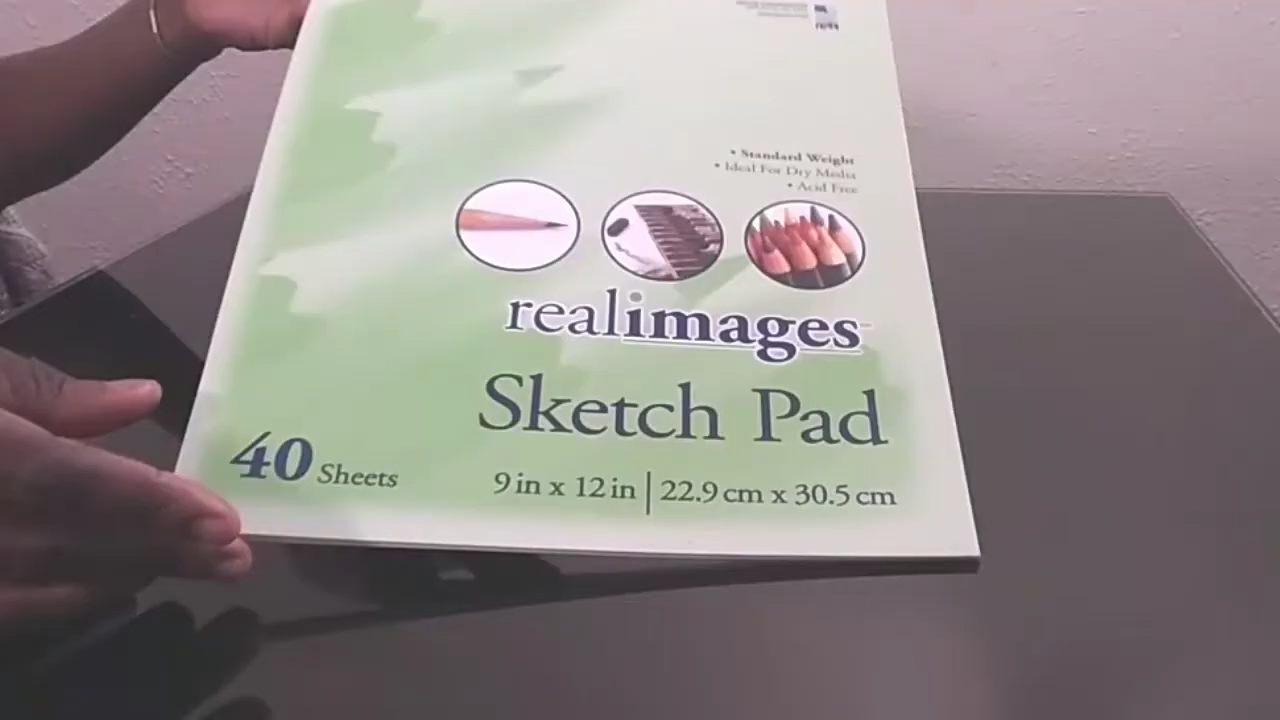 • Standard Weight
• Ideal For Dry Media
• Acid Free
realimages
Sketch Pad
40 Sheets
9 in x 12 in | 22.9 cm x 30.5 cm